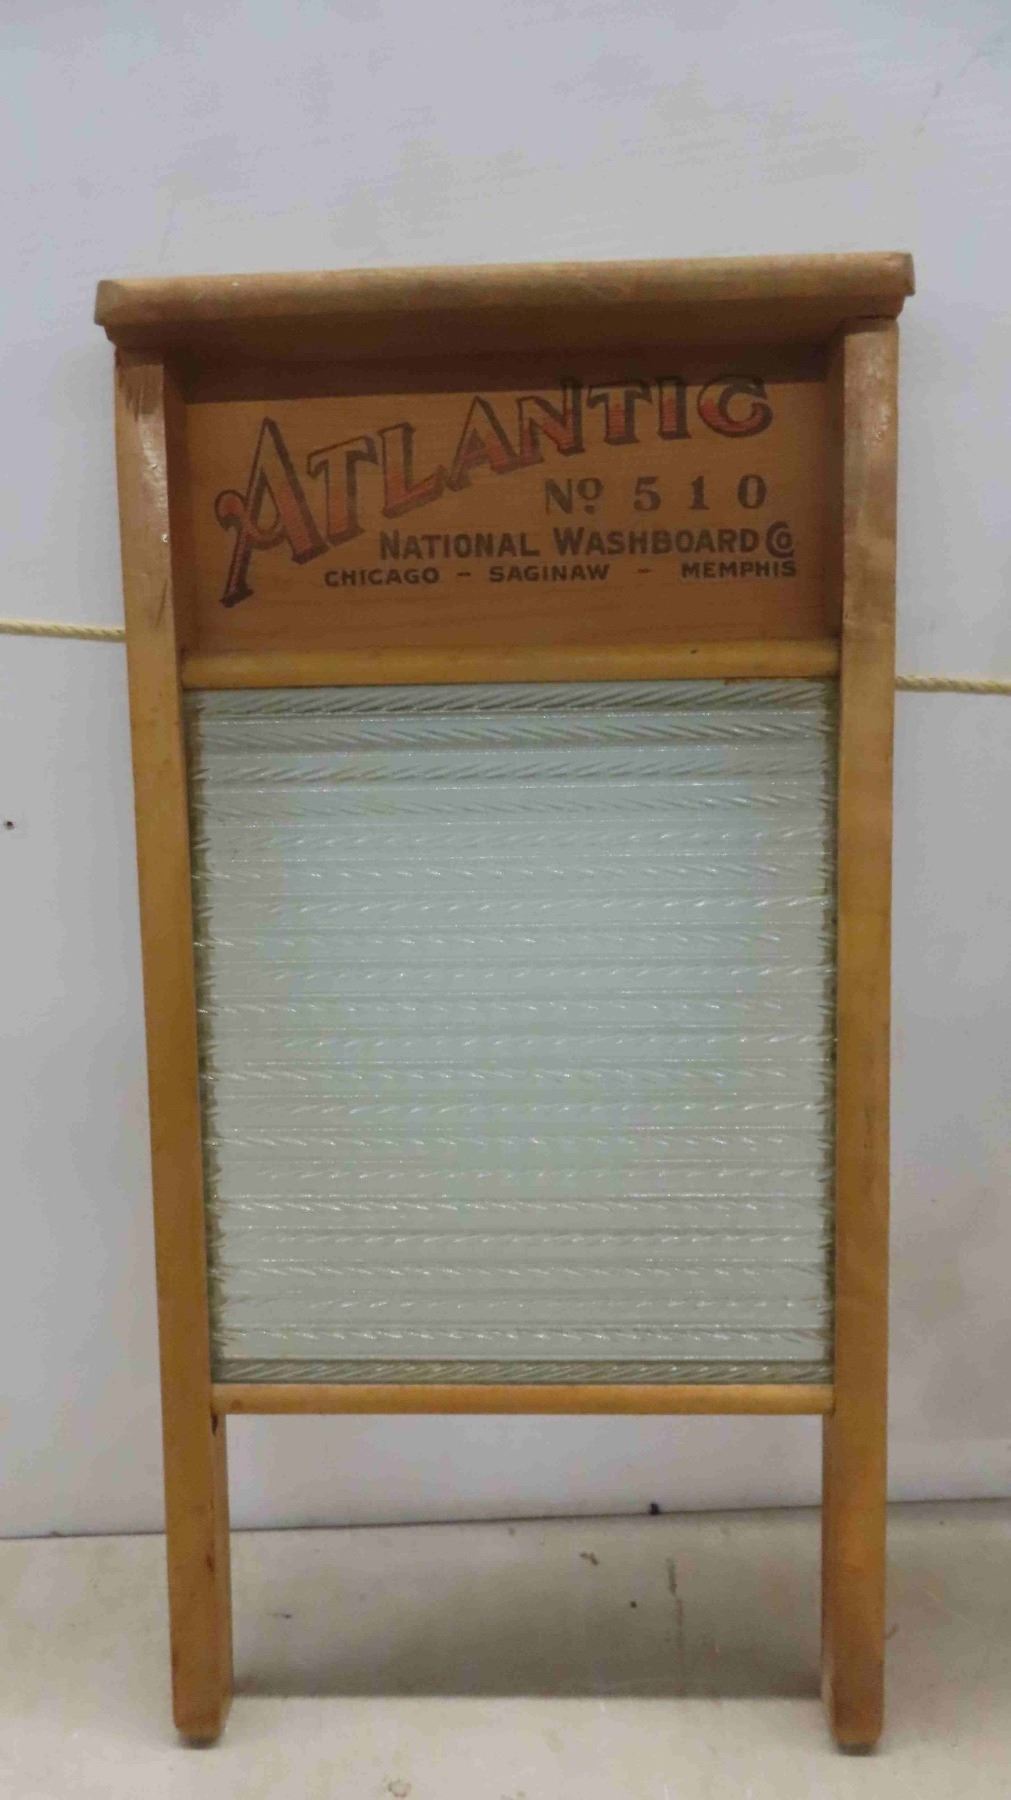 ATLANTIC
No 510
NATIONAL WASHBOARD Co
CHICAGO - SAGINAW - MEMPHIS